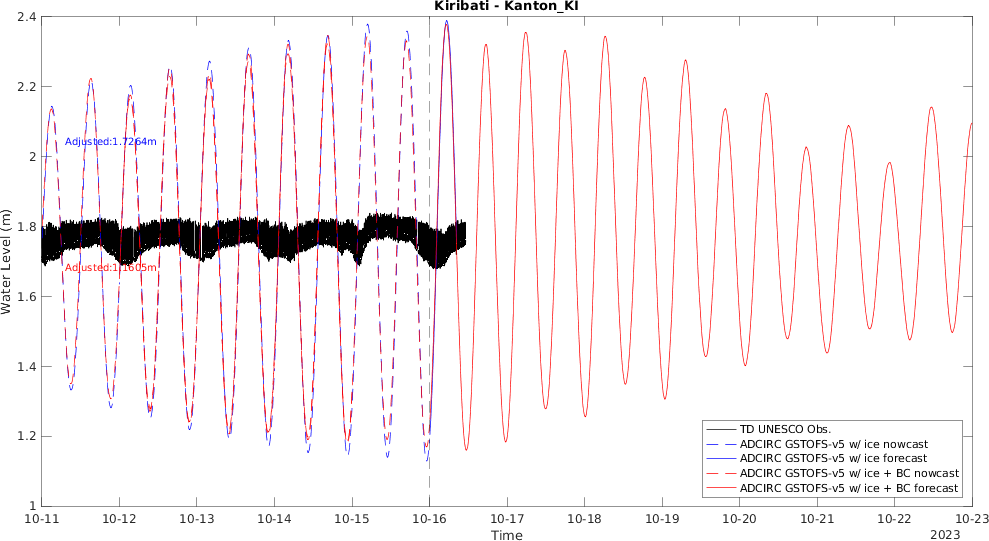 Kiribati - Kanton_KI
2.4
2.2
2
1.8
1.6
1.4
1.2
1
Water Level (m)
Adjusted:1.7264m
Adjusted:1.1605m
TD UNESCO Obs.
ADCIRC GSTOFS-v5 w/ ice nowcast
ADCIRC GSTOFS-v5 w/ ice forecast
ADCIRC GSTOFS-v5 w/ ice + BC nowcast
ADCIRC GSTOFS-v5 w/ ice + BC forecast
10-11 10-12 10-13 10-14 10-15 10-16 10-17 10-18 10-19 10-20 10-21 10-22 10-23
Time
2023